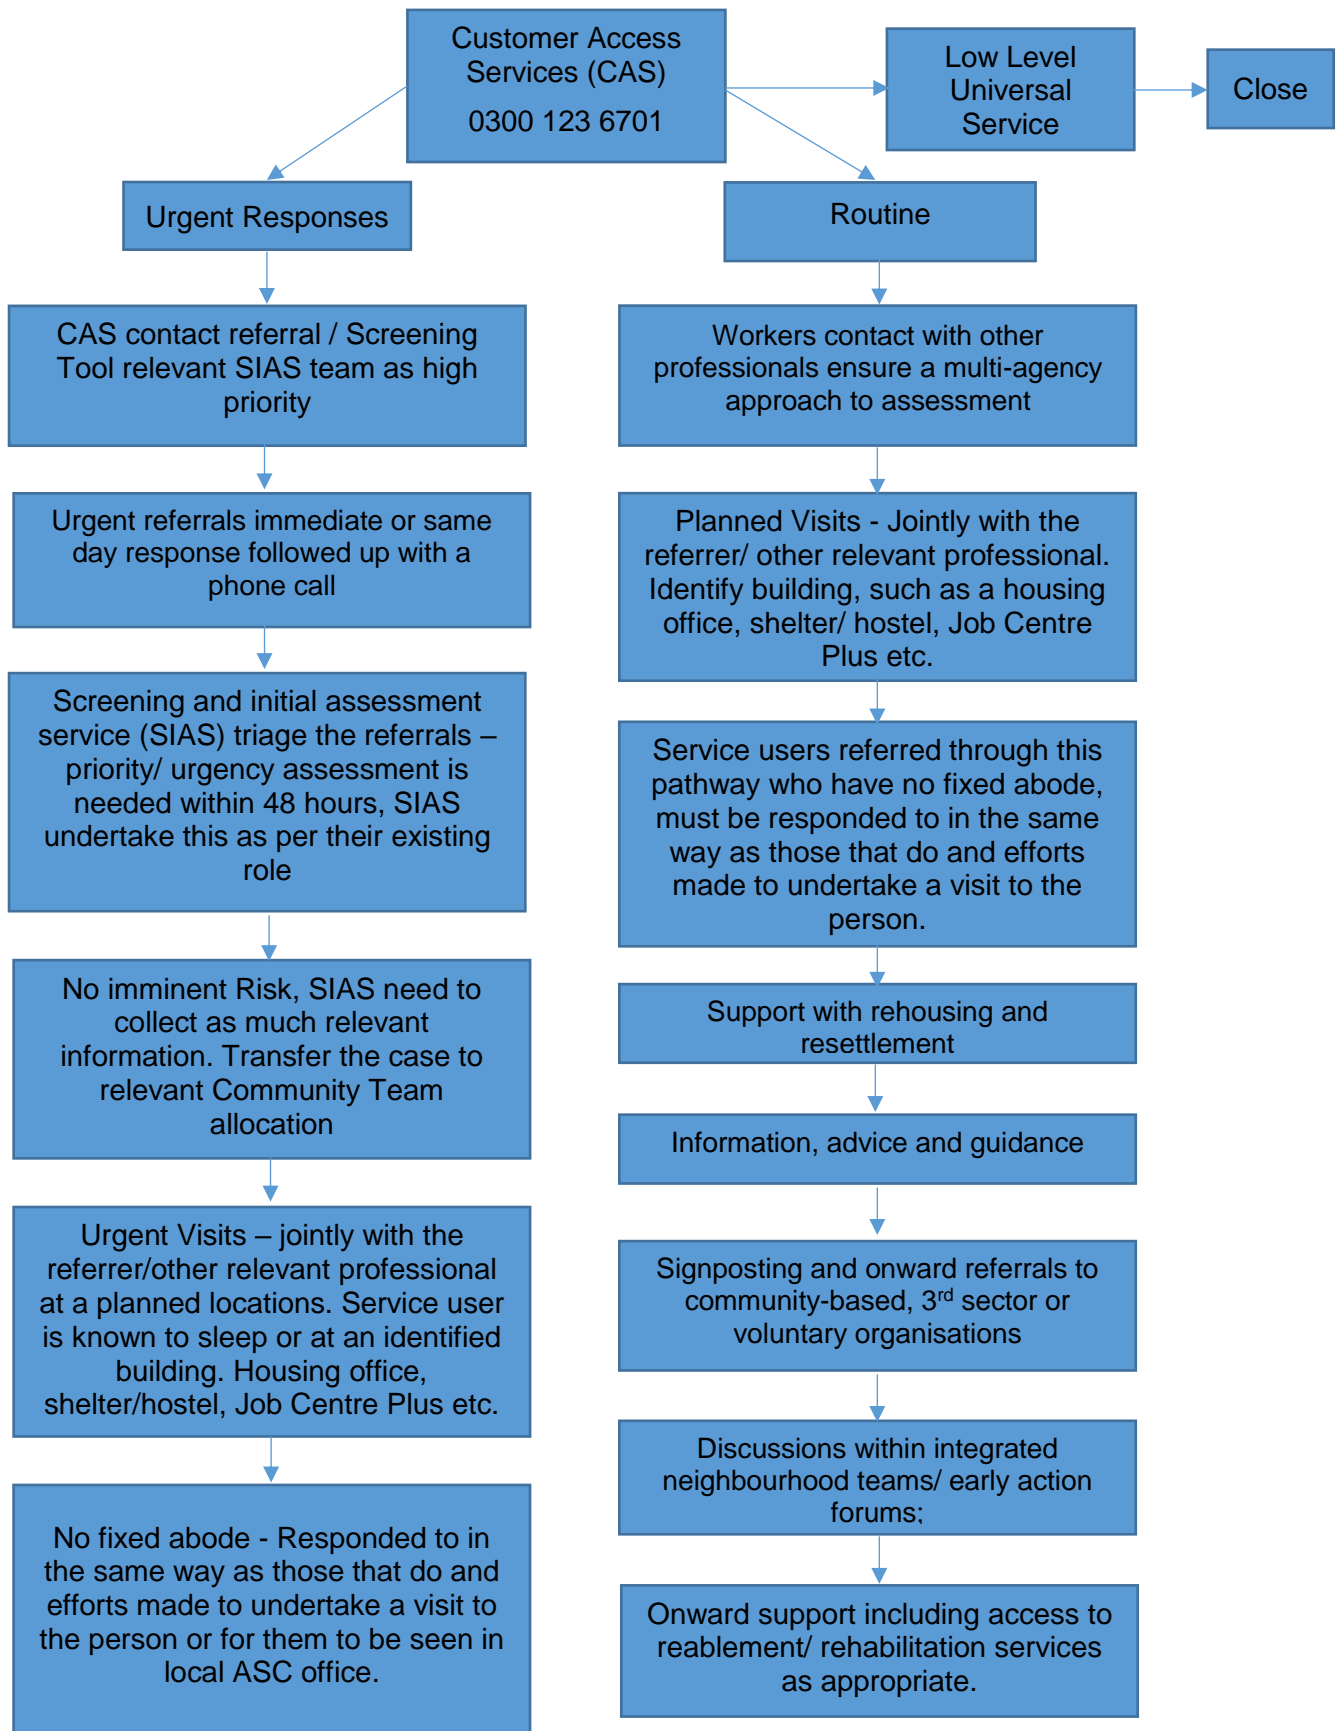 Customer Access
Services (CAS)
0300 123 6701
Low Level
Universal
Service
Close
Urgent Responses
Routine
CAS contact referral / Screening
Tool relevant SIAS team as high
priority
Urgent referrals immediate or same
day response followed up with a
phone call
Screening and initial assessment
service (SIAS) triage the referrals –
priority/ urgency assessment is
needed within 48 hours, SIAS
undertake this as per their existing
role
No imminent Risk, SIAS need to
collect as much relevant
information. Transfer the case to
relevant Community Team
allocation
Urgent Visits – jointly with the
referrer/other relevant professional
at a planned locations. Service user
is known to sleep or at an identified
building. Housing office,
shelter/hostel, Job Centre Plus etc.
No fixed abode - Responded to in
the same way as those that do and
efforts made to undertake a visit to
the person or for them to be seen in
local ASC office.
Workers contact with other
professionals ensure a multi-agency
approach to assessment
Planned Visits - Jointly with the
referrer/ other relevant professional.
Identify building, such as a housing
office, shelter/ hostel, Job Centre
Plus etc.
Service users referred through this
pathway who have no fixed abode,
must be responded to in the same
way as those that do and efforts
made to undertake a visit to the
person.
Support with rehousing and
resettlement
Information, advice and guidance
Signposting and onward referrals to
community-based, 3rd sector or
voluntary organisations
Discussions within integrated
neighbourhood teams/ early action
forums;
Onward support including access to
reablement/ rehabilitation services
as appropriate.